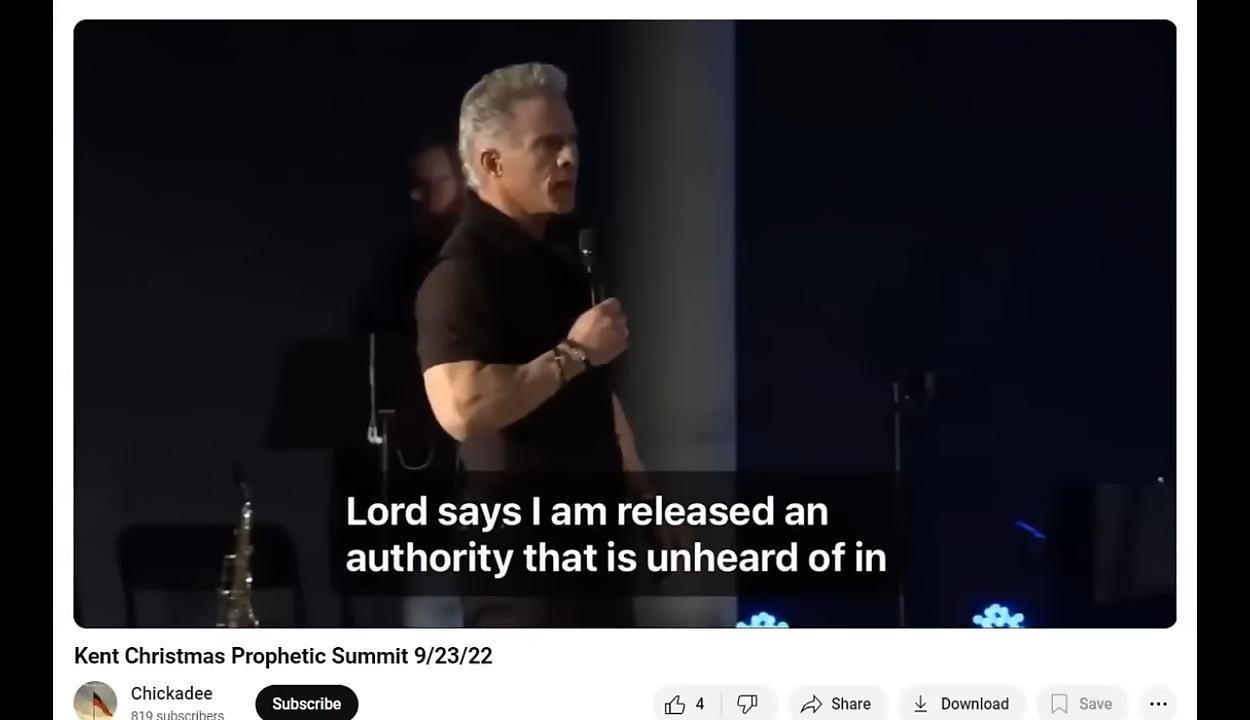 Lord says I am released an
authority that is unheard of in
Kent Christmas Prophetic Summit 9/23/22
Chickadee
819 subscribers
Subscribe
4
Share
Download
Save